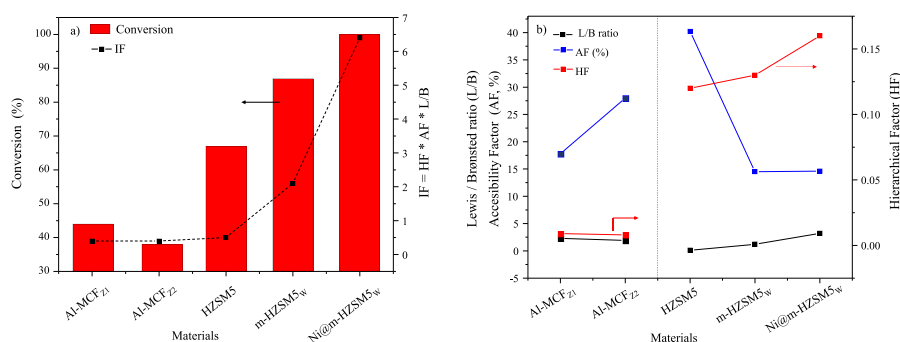 a)
Conversion
IF
Conversion (%)
100
90
80
70
60
50
40
30
7
6
5
4
3
2
1
0
IF = HF * AF * L/B
Al-MCFZ1
Al-MCFZ2
HZSM5
m-HZSM5W
Ni@m-HZSM5W
Materials
b)
L/B ratio
AF (%)
HF
Lewis / Brønsted ratio (L/B)
Accesibility Factor (AF, %)
40
35
30
25
20
15
10
5
0
-5
0.15
0.10
0.05
0.00
Hierarchical Factor (HF)
Al-MCFZ1
Al-MCFZ2
HZSM5
m-HZSM5W
Ni@m-HZSM5W
Materials